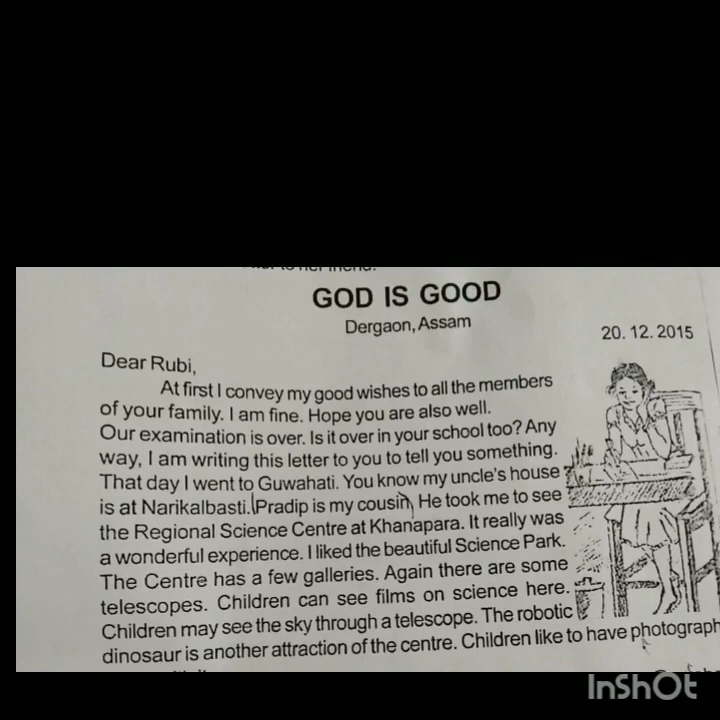 to her friend.
GOD IS GOOD
Dergaon, Assam
20. 12. 2015
Dear Rubi,
At first I convey my good wishes to all the members
of your family. I am fine. Hope you are also well.
Our examination is over. Is it over in your school too? Any
way, I am writing this letter to you to tell you something.
That day I went to Guwahati. You know my uncle's house
is at Narikalbasti. Pradip is my cousin, He took me to see
the Regional Science Centre at Khanapara. It really was
a wonderful experience. I liked the beautiful Science Park.
The Centre has a few galleries. Again there are some
telescopes. Children can see films on science here.
Children may see the sky through a telescope. The robotic
dinosaur is another attraction of the centre. Children like to have photograph
InShOt